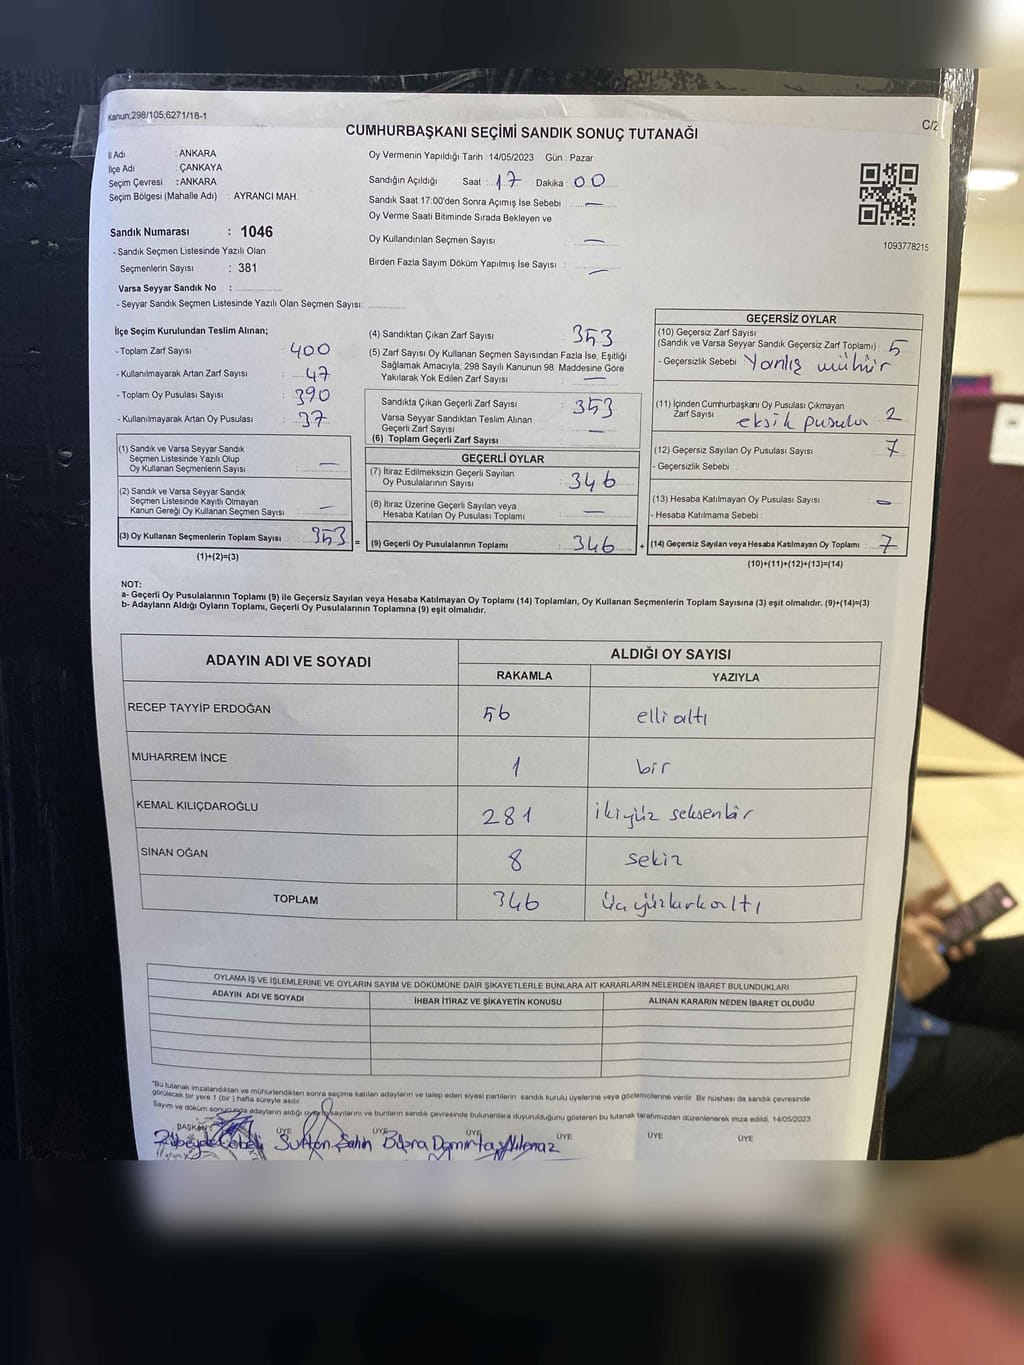 Kanun;298/105;6271/18-1
C/2
CUMHURBAŞKANI SEÇİMİ SANDIK SONUÇ TUTANAĞI
İl Adı : ANKARA
İlçe Adı : ÇANKAYA
Seçim Çevresi : ANKARA
Seçim Bölgesi (Mahalle Adı) : AYRANCI MAH
Sandık Numarası : 1046
- Sandık Seçmen Listesinde Yazılı Olan
Seçmenlerin Sayısı : 381
Varsa Seyyar Sandık No :
- Seyyar Sandık Seçmen Listesinde Yazılı Olan Seçmen Sayısı:
Oy Vermenin Yapıldığı Tarih : 14/05/2023 Gün : Pazar
Sandığın Açıldığı Saat : 17 Dakika : 00
Sandık Saat 17:00'den Sonra Açımış İse Sebebi : —
Oy Verme Saati Bitiminde Sırada Bekleyen ve
Oy Kullandırılan Seçmen Sayısı : —
Birden Fazla Sayım Döküm Yapılmış İse Sayısı : —
1093778215
İlçe Seçim Kurulundan Teslim Alınan;
- Toplam Zarf Sayısı : 400
- Kullanılmayarak Artan Zarf Sayısı : 47
- Toplam Oy Pusulası Sayısı : 390
- Kullanılmayarak Artan Oy Pusulası : 37
(1) Sandık ve Varsa Seyyar Sandık
Seçmen Listesinde Yazılı Olup
Oy Kullanan Seçmenlerin Sayısı : —
(2) Sandık ve Varsa Seyyar Sandık
Seçmen Listesinde Kayıtlı Olmayan
Kanun Gereği Oy Kullanan Seçmen Sayısı : —
(3) Oy Kullanan Seçmenlerin Toplam Sayısı : 353 =
(1)+(2)=(3)
(4) Sandıktan Çıkan Zarf Sayısı : 353
(5) Zarf Sayısı Oy Kullanan Seçmen Sayısından Fazla İse, Eşitliği
Sağlamak Amacıyla; 298 Sayılı Kanunun 98. Maddesine Göre
Yakılarak Yok Edilen Zarf Sayısı : —
Sandıkta Çıkan Geçerli Zarf Sayısı : 353
Varsa Seyyar Sandıktan Teslim Alınan
Geçerli Zarf Sayısı : —
(6) Toplam Geçerli Zarf Sayısı
GEÇERLİ OYLAR
(7) İtiraz Edilmeksizin Geçerli Sayılan
Oy Pusulalarının Sayısı : 346
(8) İtiraz Üzerine Geçerli Sayılan veya
Hesaba Katılan Oy Pusulası Toplamı : —
(9) Geçerli Oy Pusulalarının Toplamı : 346 +
GEÇERSİZ OYLAR
(10) Geçersiz Zarf Sayısı
(Sandık ve Varsa Seyyar Sandık Geçersiz Zarf Toplamı) : 5
- Geçersizlik Sebebi : Yanlış mühür
(11) İçinden Cumhurbaşkanı Oy Pusulası Çıkmayan
Zarf Sayısı : 2
eksik pusula
(12) Geçersiz Sayılan Oy Pusulası Sayısı : 7
- Geçersizlik Sebebi :
(13) Hesaba Katılmayan Oy Pusulası Sayısı : —
- Hesaba Katılmama Sebebi :
(14) Geçersiz Sayılan veya Hesaba Katılmayan Oy Toplamı : 7
(10)+(11)+(12)+(13)=(14)
NOT:
a- Geçerli Oy Pusulalarının Toplamı (9) ile Geçersiz Sayılan veya Hesaba Katılmayan Oy Toplamı (14) Toplamları, Oy Kullanan Seçmenlerin Toplam Sayısına (3) eşit olmalıdır. (9)+(14)=(3)
b- Adayların Aldığı Oyların Toplamı, Geçerli Oy Pusulalarının Toplamına (9) eşit olmalıdır.
ADAYIN ADI VE SOYADI
ALDIĞI OY SAYISI
RAKAMLA YAZIYLA
RECEP TAYYİP ERDOĞAN 56 elli altı
MUHARREM İNCE 1 bir
KEMAL KILIÇDAROĞLU 281 ikiyüz seksenbir
SİNAN OĞAN 8 sekiz
TOPLAM 346 üçyüzkırkaltı
OYLAMA İŞ VE İŞLEMLERİNE VE OYLARIN SAYIM VE DÖKÜMÜNE DAİR ŞİKAYETLERLE BUNLARA AİT KARARLARIN NELERDEN İBARET BULUNDUKLARI
ADAYIN ADI VE SOYADI İHBAR İTİRAZ VE ŞİKAYETİN KONUSU ALINAN KARARIN NEDEN İBARET OLDUĞU
"Bu tutanak imzalandıktan ve mühürlendikten sonra seçime katılan adayların ve talep eden siyasi partilerin sandık kurulu üyelerine veya gözlemcilerine verilir. Bir nüshası da sandık çevresinde
görülecek bir yere 1 (bir) hafta süreyle asılır.
Sayım ve döküm sonucunda adayların aldığı oy sayılarını ve bunların sandık çevresinde bulunanlara duyurulduğunu gösteren bu tutanak tarafımızdan düzenlenerek imza edildi. 14/05/2023
BAŞKAN ÜYE ÜYE ÜYE ÜYE ÜYE ÜYE
Sultan Şahin Büşra Demirtaş